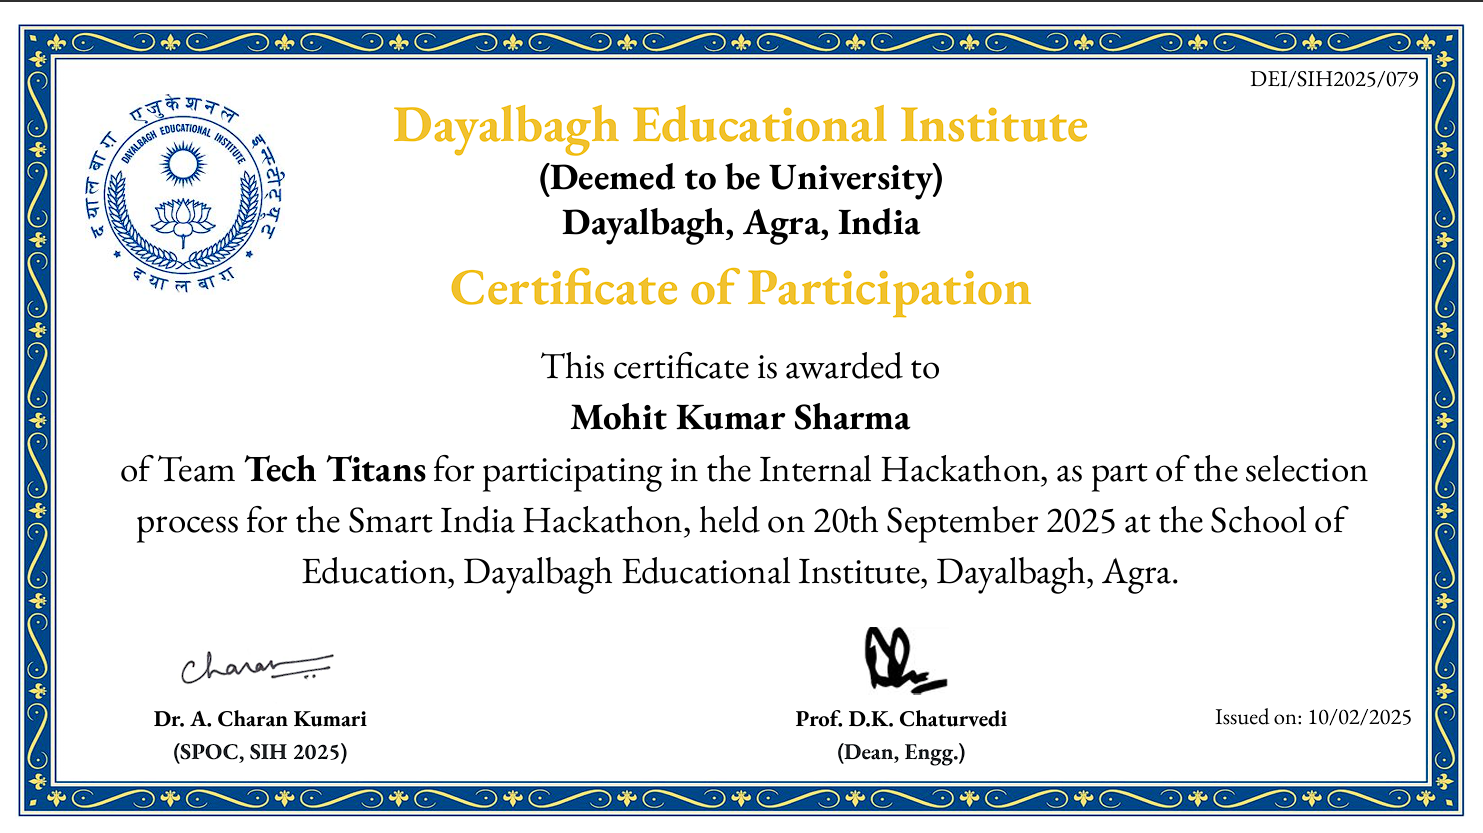 DEI/SIH2025/079
दयालबाग़ एजुकेशनल इन्स्टीट्यूट
DAYALBAGH EDUCATIONAL INSTITUTE
दयालबाग़
Dayalbagh Educational Institute
(Deemed to be University)
Dayalbagh, Agra, India
Certificate of Participation
This certificate is awarded to
Mohit Kumar Sharma
of Team Tech Titans for participating in the Internal Hackathon, as part of the selection
process for the Smart India Hackathon, held on 20th September 2025 at the School of
Education, Dayalbagh Educational Institute, Dayalbagh, Agra.
Charan
Dr. A. Charan Kumari
(SPOC, SIH 2025)
Prof. D.K. Chaturvedi
(Dean, Engg.)
Issued on: 10/02/2025